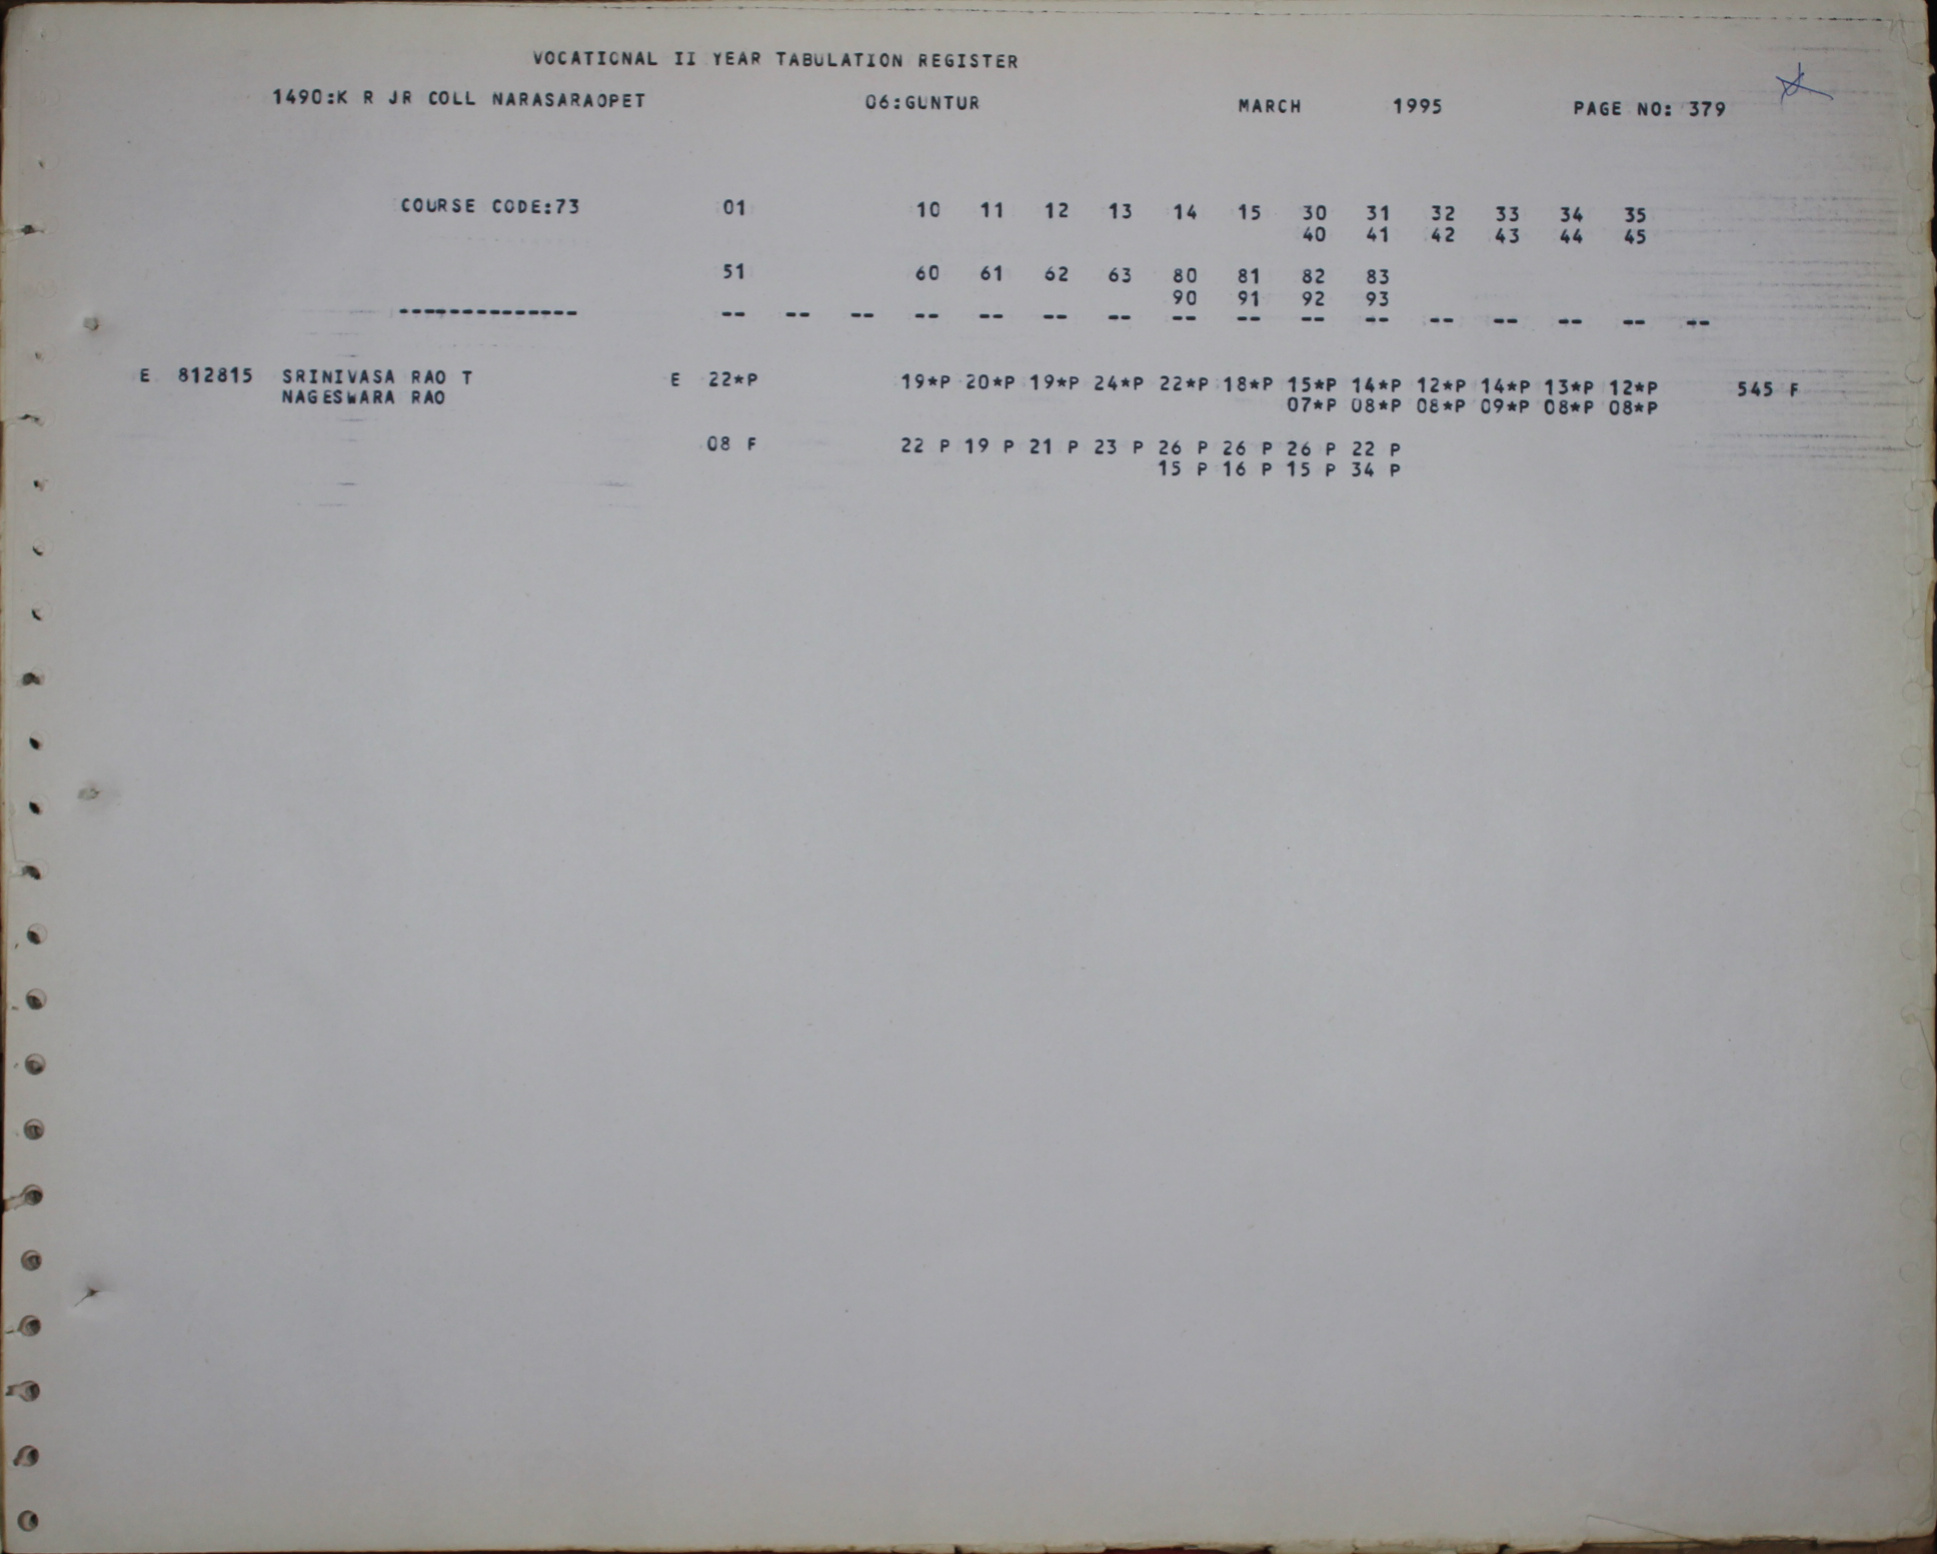 VOCATIONAL II YEAR TABULATION REGISTER
1490:K R JR COLL NARASARAOPET 06:GUNTUR MARCH 1995 PAGE NO: 379
COURSE CODE:73 01 10 11 12 13 14 15 30 31 32 33 34 35
40 41 42 43 44 45
51 60 61 62 63 80 81 82 83
90 91 92 93
-------------- -- -- -- -- -- -- -- -- -- -- -- -- -- -- -- --
E 812815 SRINIVASA RAO T E 22*P 19*P 20*P 19*P 24*P 22*P 18*P 15*P 14*P 12*P 14*P 13*P 12*P 545 F
NAGESWARA RAO 07*P 08*P 08*P 09*P 08*P 08*P
08 F 22 P 19 P 21 P 23 P 26 P 26 P 26 P 22 P
15 P 16 P 15 P 34 P